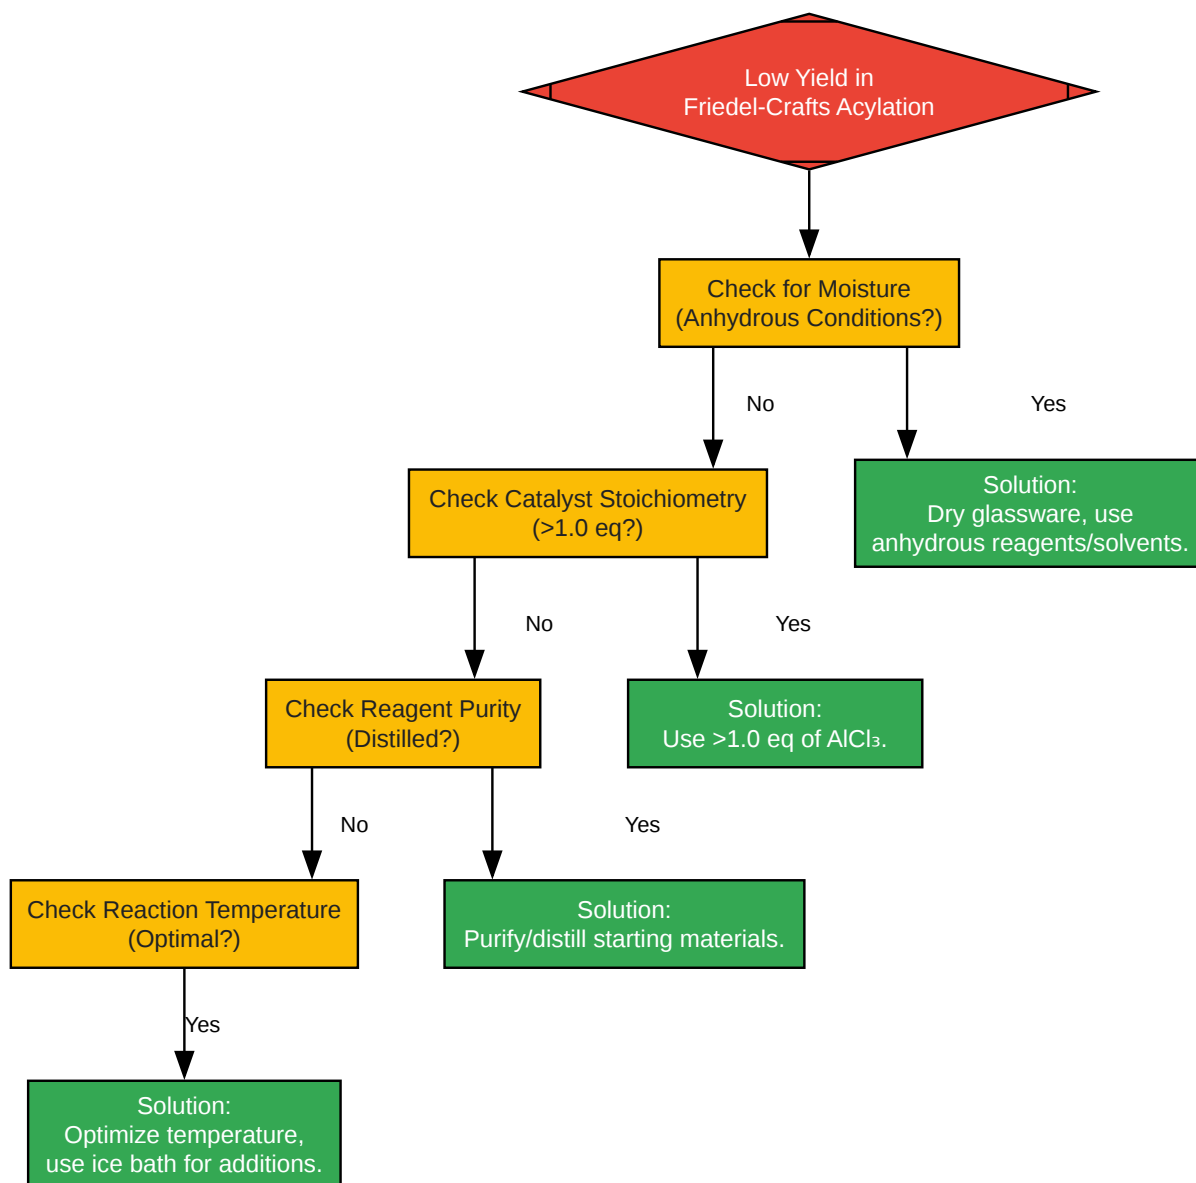 Low Yield in
Friedel-Crafts Acylation
Check for Moisture
(Anhydrous Conditions?)
No
Yes
Check Catalyst Stoichiometry
(>1.0 eq?)
Solution:
Dry glassware, use
anhydrous reagents/solvents.
No
Yes
Check Reagent Purity
(Distilled?)
Solution:
Use >1.0 eq of AlCl₃.
No
Yes
Check Reaction Temperature
(Optimal?)
Solution:
Purify/distill starting materials.
Yes
Solution:
Optimize temperature,
use ice bath for additions.